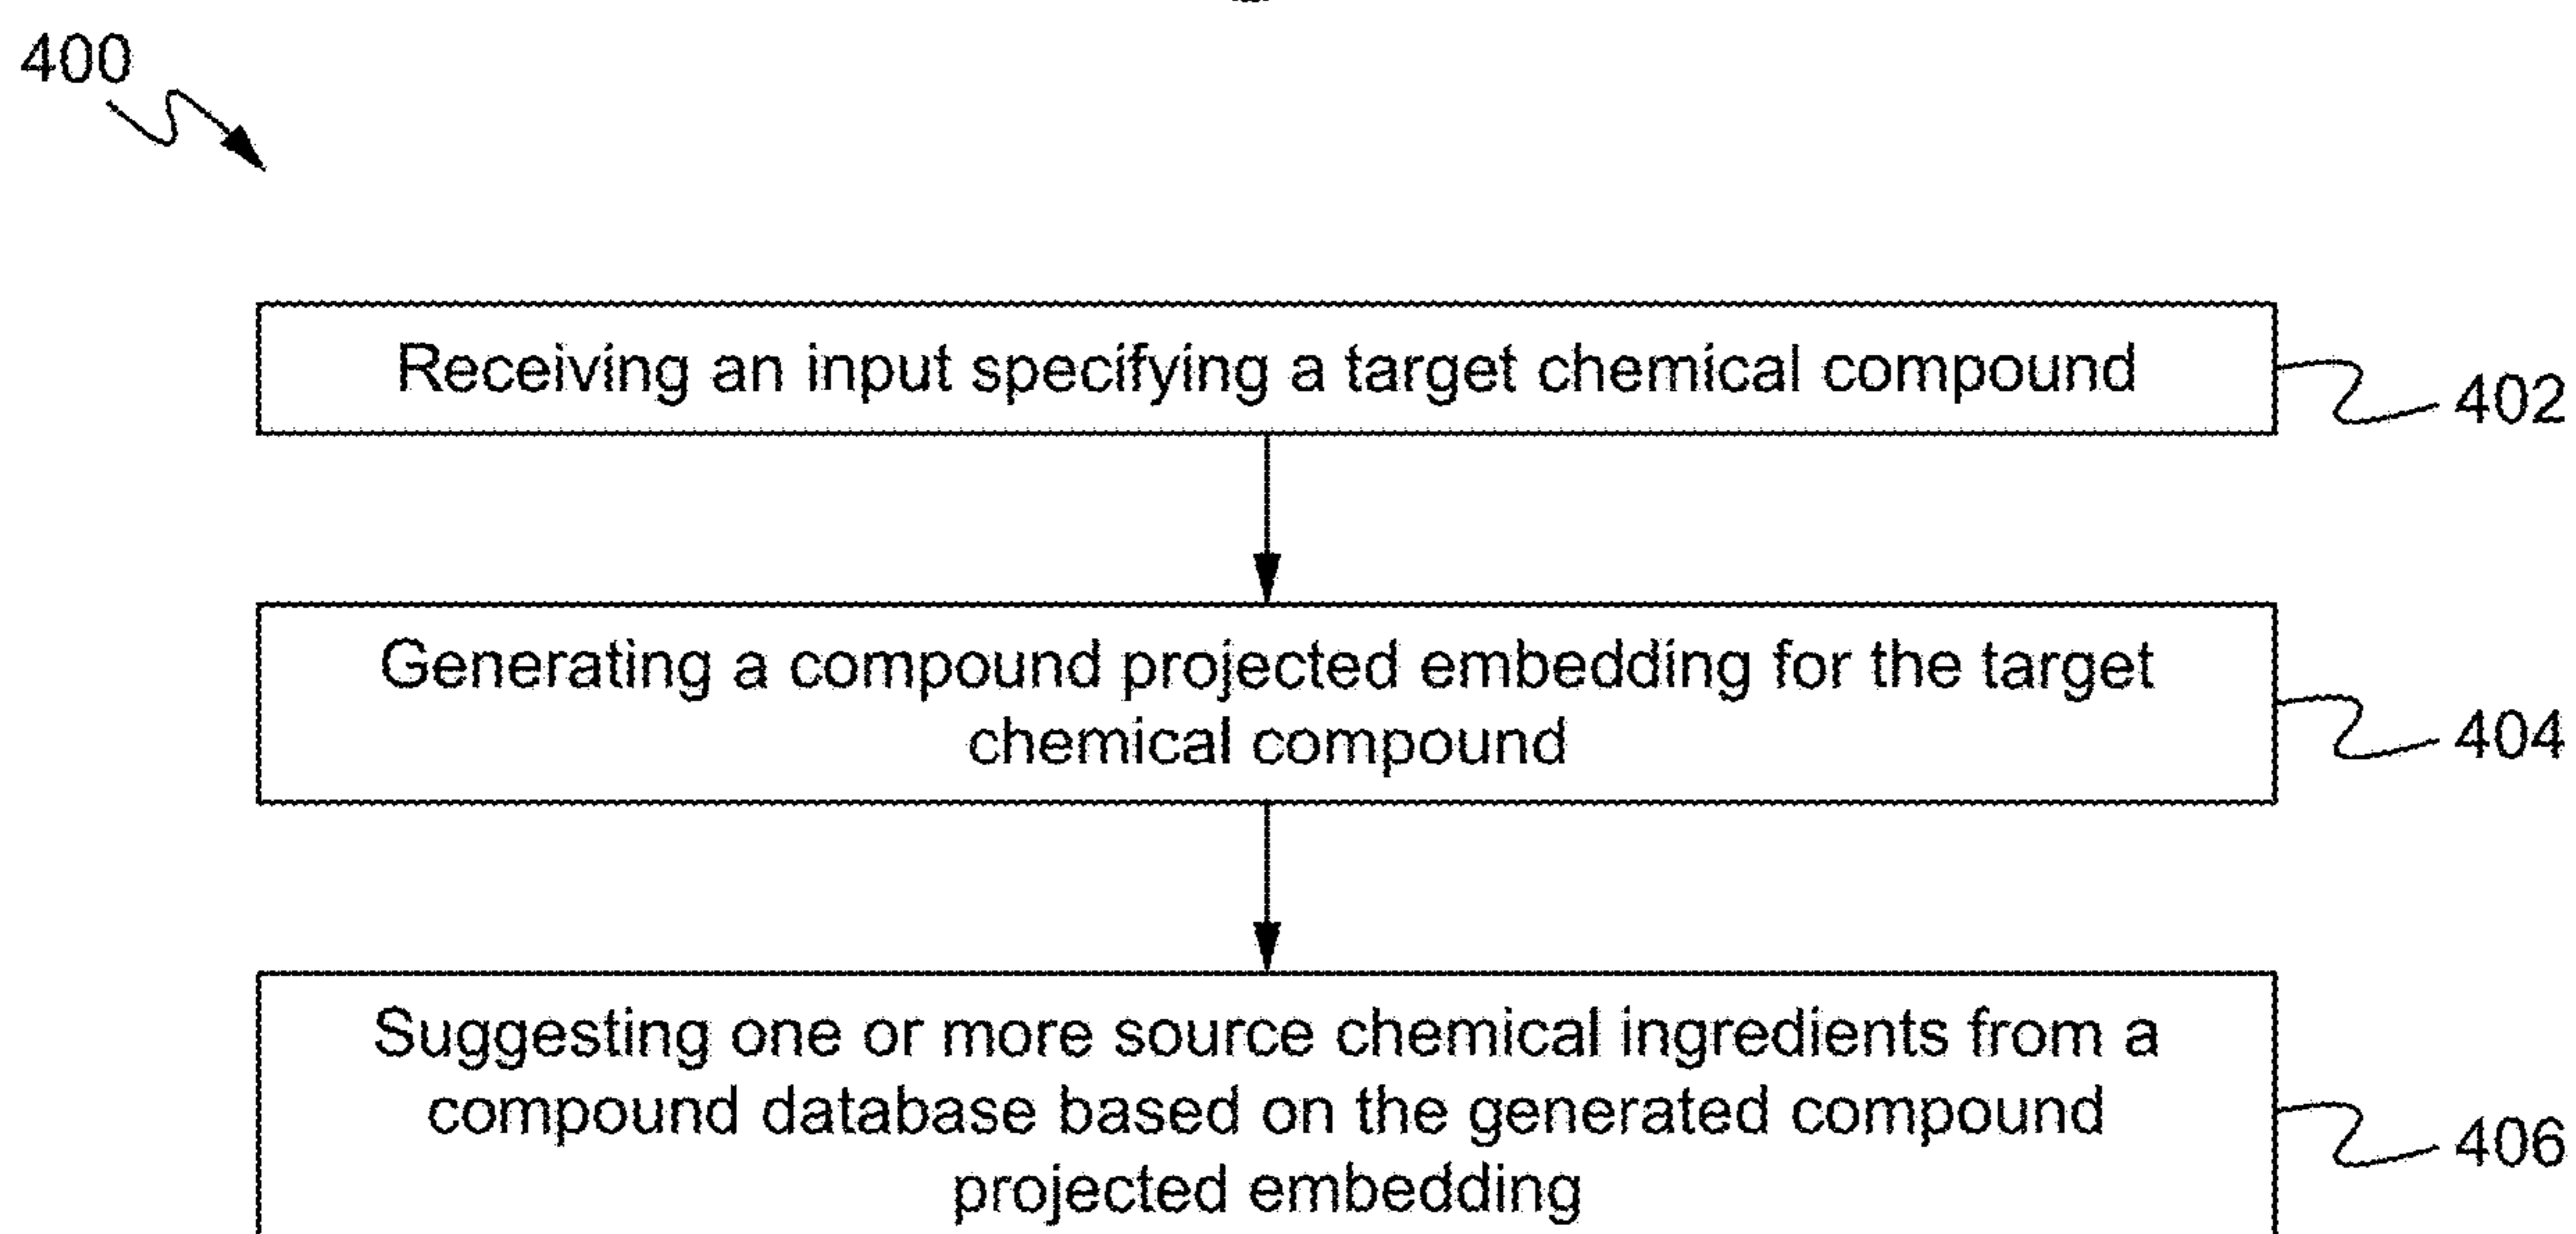 400
Receiving an input specifying a target chemical compound
402
Generating a compound projected embedding for the target
chemical compound
404
Suggesting one or more source chemical ingredients from a
compound database based on the generated compound
projected embedding
406